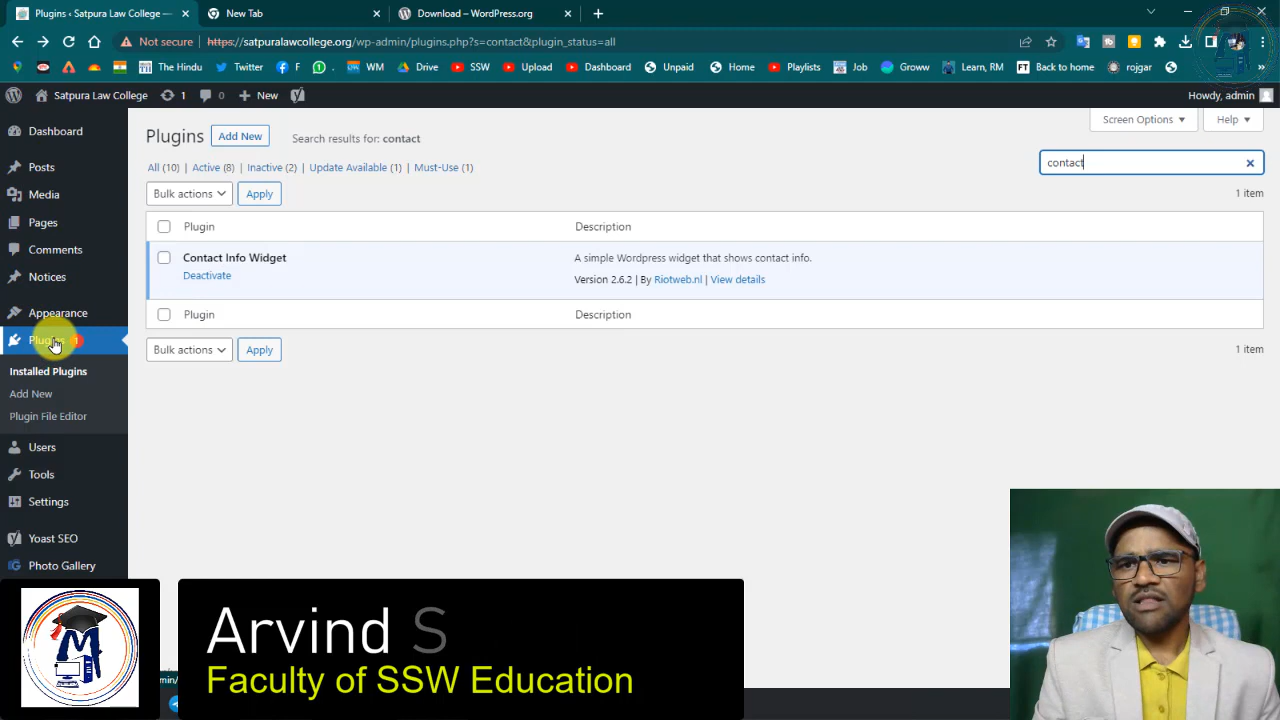 Plugins ‹ Satpura Law College —
New Tab
Download – WordPress.org
Not secure
https://satpuralawcollege.org/wp-admin/plugins.php?s=contact&plugin_status=all
The Hindu
Twitter
F
WM
Drive
SSW
Upload
Dashboard
Unpaid
Home
Playlists
Job
Groww
Learn, RM
FT Back to home
rojgar
Satpura Law College
1
0
New
Howdy, admin
Dashboard
Posts
Media
Pages
Comments
Notices
Appearance
Plugins 1
Installed Plugins
Add New
Plugin File Editor
Users
Tools
Settings
Yoast SEO
Photo Gallery
Screen Options
Help
Plugins Add New Search results for: contact
All (10) | Active (8) | Inactive (2) | Update Available (1) | Must-Use (1)
contact
Bulk actions Apply
1 item
Plugin Description
Contact Info Widget
Deactivate
A simple Wordpress widget that shows contact info.
Version 2.6.2 | By Riotweb.nl | View details
Plugin Description
Bulk actions Apply
1 item
M
Arvind S
Faculty of SSW Education